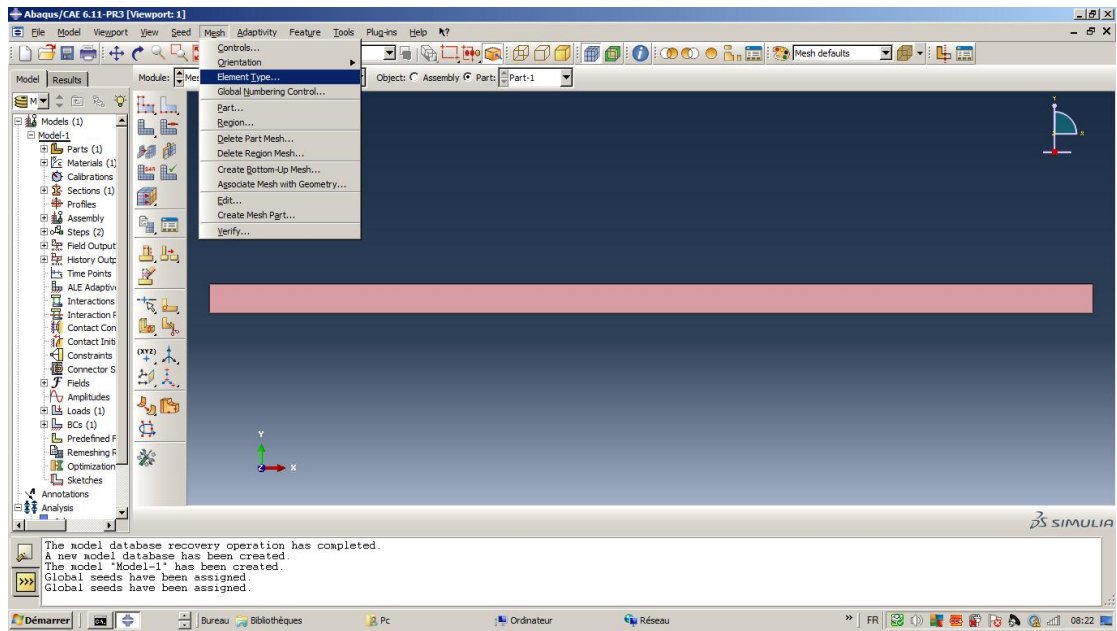 Abaqus/CAE 6.11-PR3 [Viewport: 1]
File Model Viewport View Seed Mesh Adaptivity Feature Tools Plug-ins Help
Mesh defaults
Model Results
Module: Mes
Object: Assembly Part: Part-1
Controls...
Orientation
Element Type...
Global Numbering Control...
Part...
Region...
Delete Part Mesh...
Delete Region Mesh...
Create Bottom-Up Mesh...
Associate Mesh with Geometry...
Edit...
Create Mesh Part...
Verify...
Models (1)
Model-1
Parts (1)
Materials (1)
Calibrations
Sections (1)
Profiles
Assembly
Steps (2)
Field Output
History Outp
Time Points
ALE Adaptiv
Interactions
Interaction P
Contact Con
Contact Initi
Constraints
Connector S
Fields
Amplitudes
Loads (1)
BCs (1)
Predefined F
Remeshing R
Optimization
Sketches
Annotations
Analysis
(XYZ)
Y
X
Y
X
SIMULIA
The model database recovery operation has completed.
A new model database has been created.
The model "Model-1" has been created.
Global seeds have been assigned.
Global seeds have been assigned.
Démarrer Bureau Bibliothèques Pc Ordinateur Réseau FR 08:22